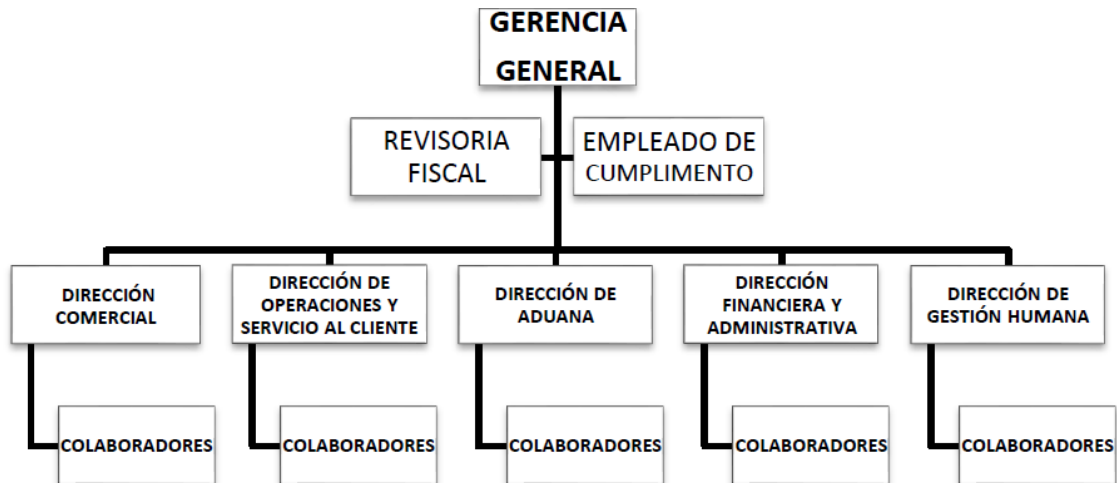 GERENCIA
GENERAL
REVISORIA
FISCAL
EMPLEADO DE
CUMPLIMENTO
DIRECCIÓN
COMERCIAL
DIRECCIÓN DE
OPERACIONES Y
SERVICIO AL CLIENTE
DIRECCIÓN DE
ADUANA
DIRECCIÓN
FINANCIERA Y
ADMINISTRATIVA
DIRECCIÓN DE
GESTIÓN HUMANA
COLABORADORES
COLABORADORES
COLABORADORES
COLABORADORES
COLABORADORES